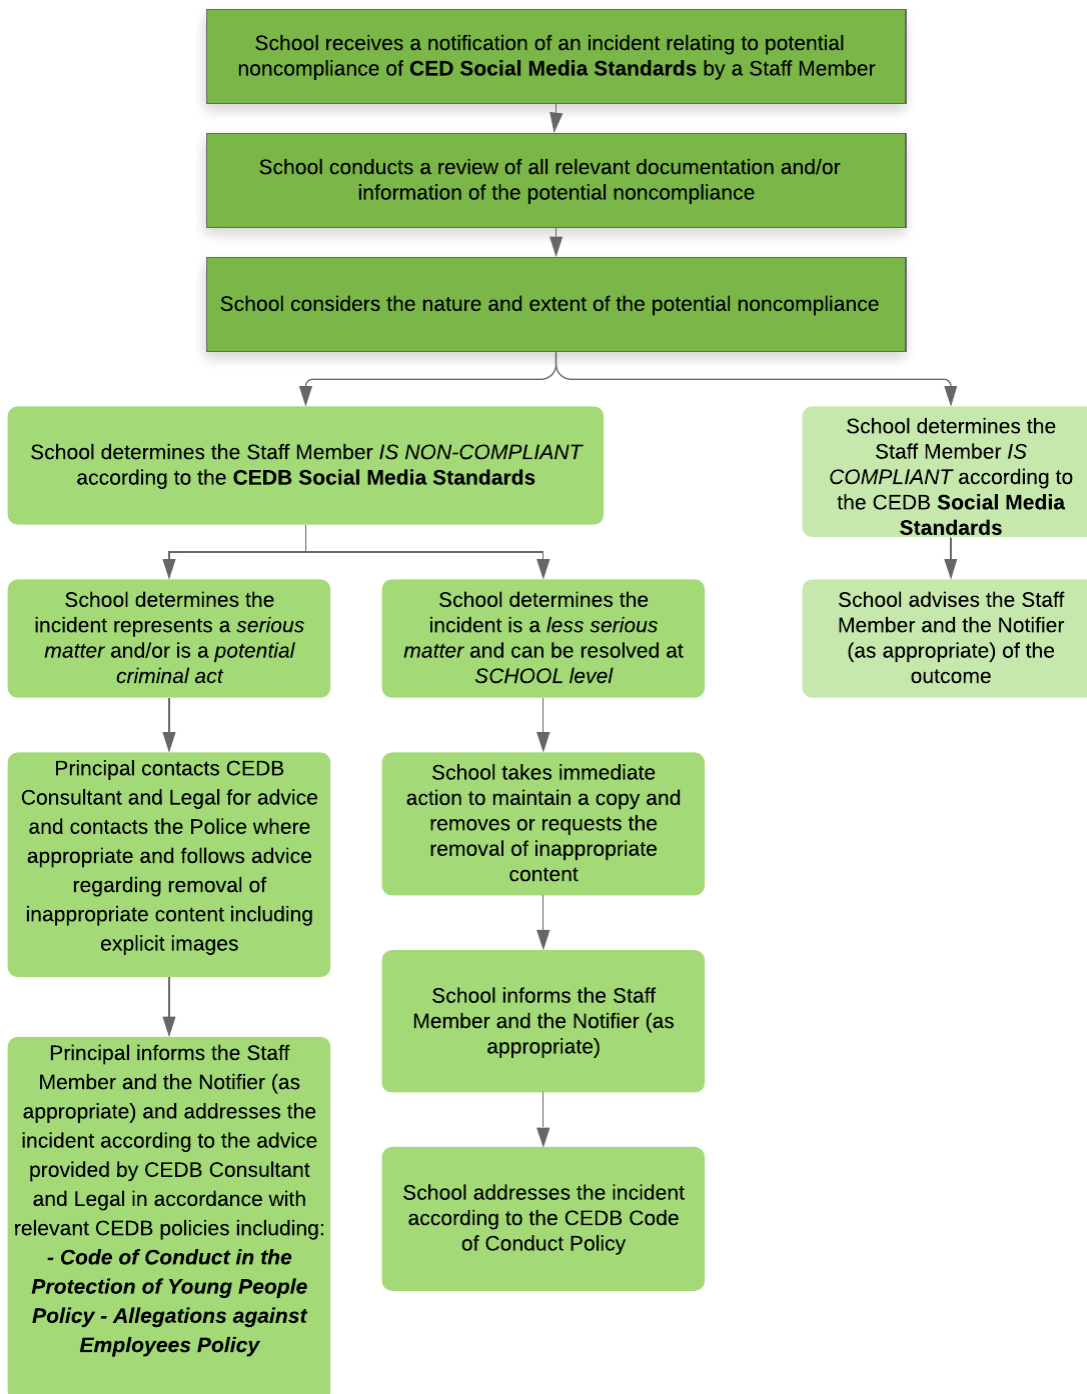 School receives a notification of an incident relating to potential
noncompliance of CED Social Media Standards by a Staff Member
School conducts a review of all relevant documentation and/or
information of the potential noncompliance
School considers the nature and extent of the potential noncompliance
School determines the Staff Member IS NON-COMPLIANT
according to the CEDB Social Media Standards
School determines the
Staff Member IS
COMPLIANT according to
the CEDB Social Media
Standards
School determines the
incident represents a serious
matter and/or is a potential
criminal act
School determines the
incident is a less serious
matter and can be resolved at
SCHOOL level
School advises the Staff
Member and the Notifier
(as appropriate) of the
outcome
Principal contacts CEDB
Consultant and Legal for advice
and contacts the Police where
appropriate and follows advice
regarding removal of
inappropriate content including
explicit images
School takes immediate
action to maintain a copy and
removes or requests the
removal of inappropriate
content
School informs the Staff
Member and the Notifier (as
appropriate)
Principal informs the Staff
Member and the Notifier (as
appropriate) and addresses the
incident according to the advice
provided by CEDB Consultant
and Legal in accordance with
relevant CEDB policies including:
- Code of Conduct in the
Protection of Young People
Policy - Allegations against
Employees Policy
School addresses the incident
according to the CEDB Code
of Conduct Policy